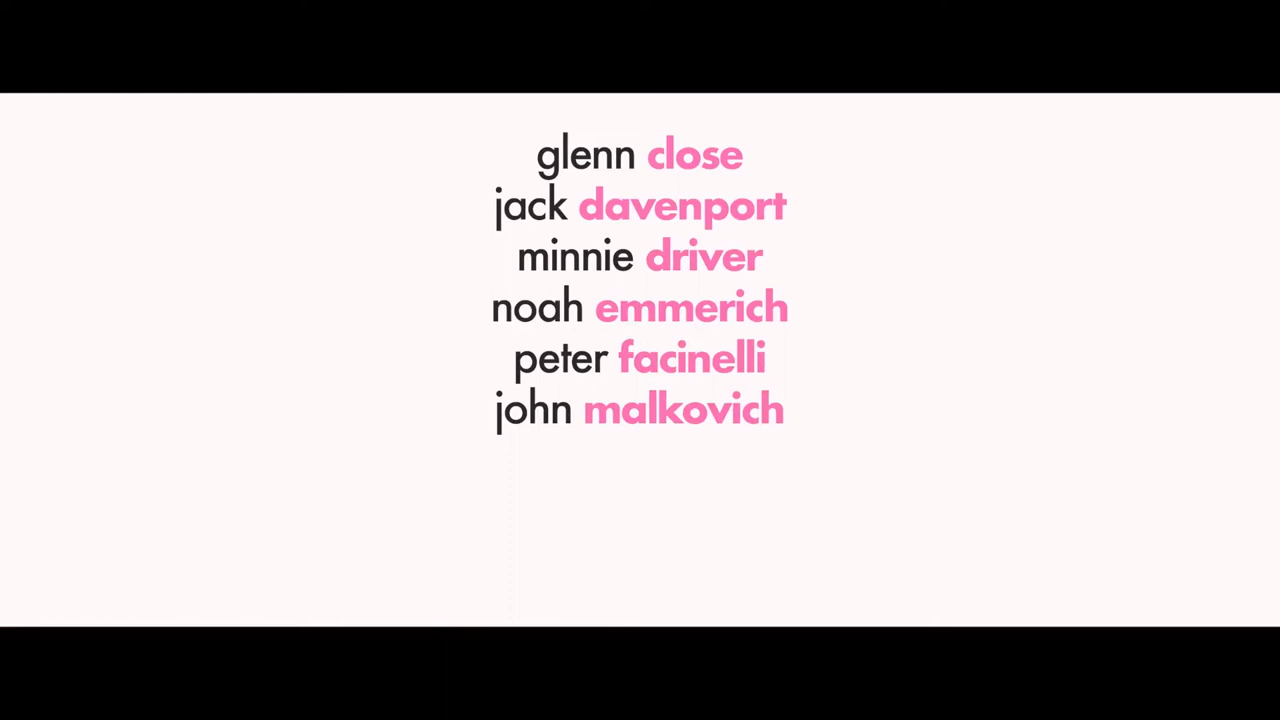 glenn close
jack davenport
minnie driver
noah emmerich
peter facinelli
john malkovich